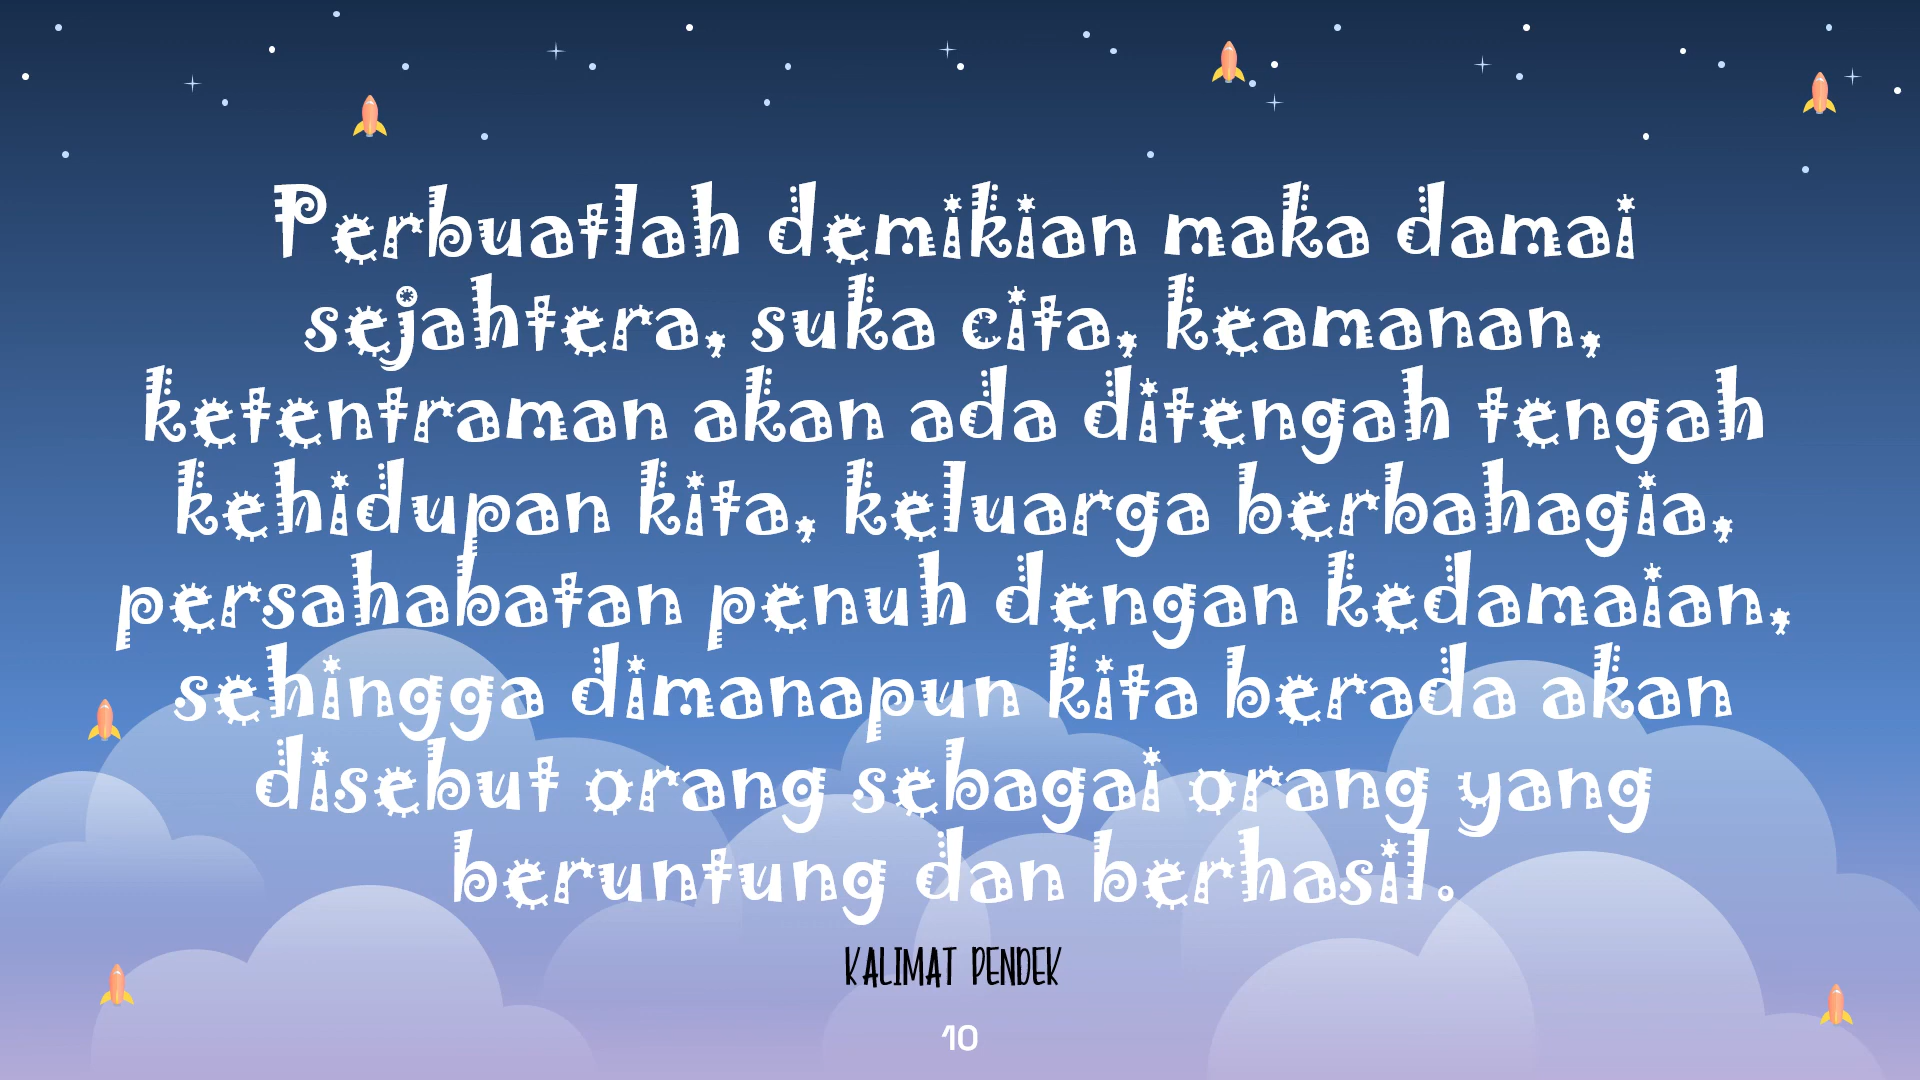 Perbuatlah demikian maka damai
sejahtera, suka cita, keamanan,
ketentraman akan ada ditengah tengah
kehidupan kita, keluarga berbahagia,
persahabatan penuh dengan kedamaian,
sehingga dimanapun kita berada akan
disebut orang sebagai orang yang
beruntung dan berhasil.
KALIMAT PENDEK
10